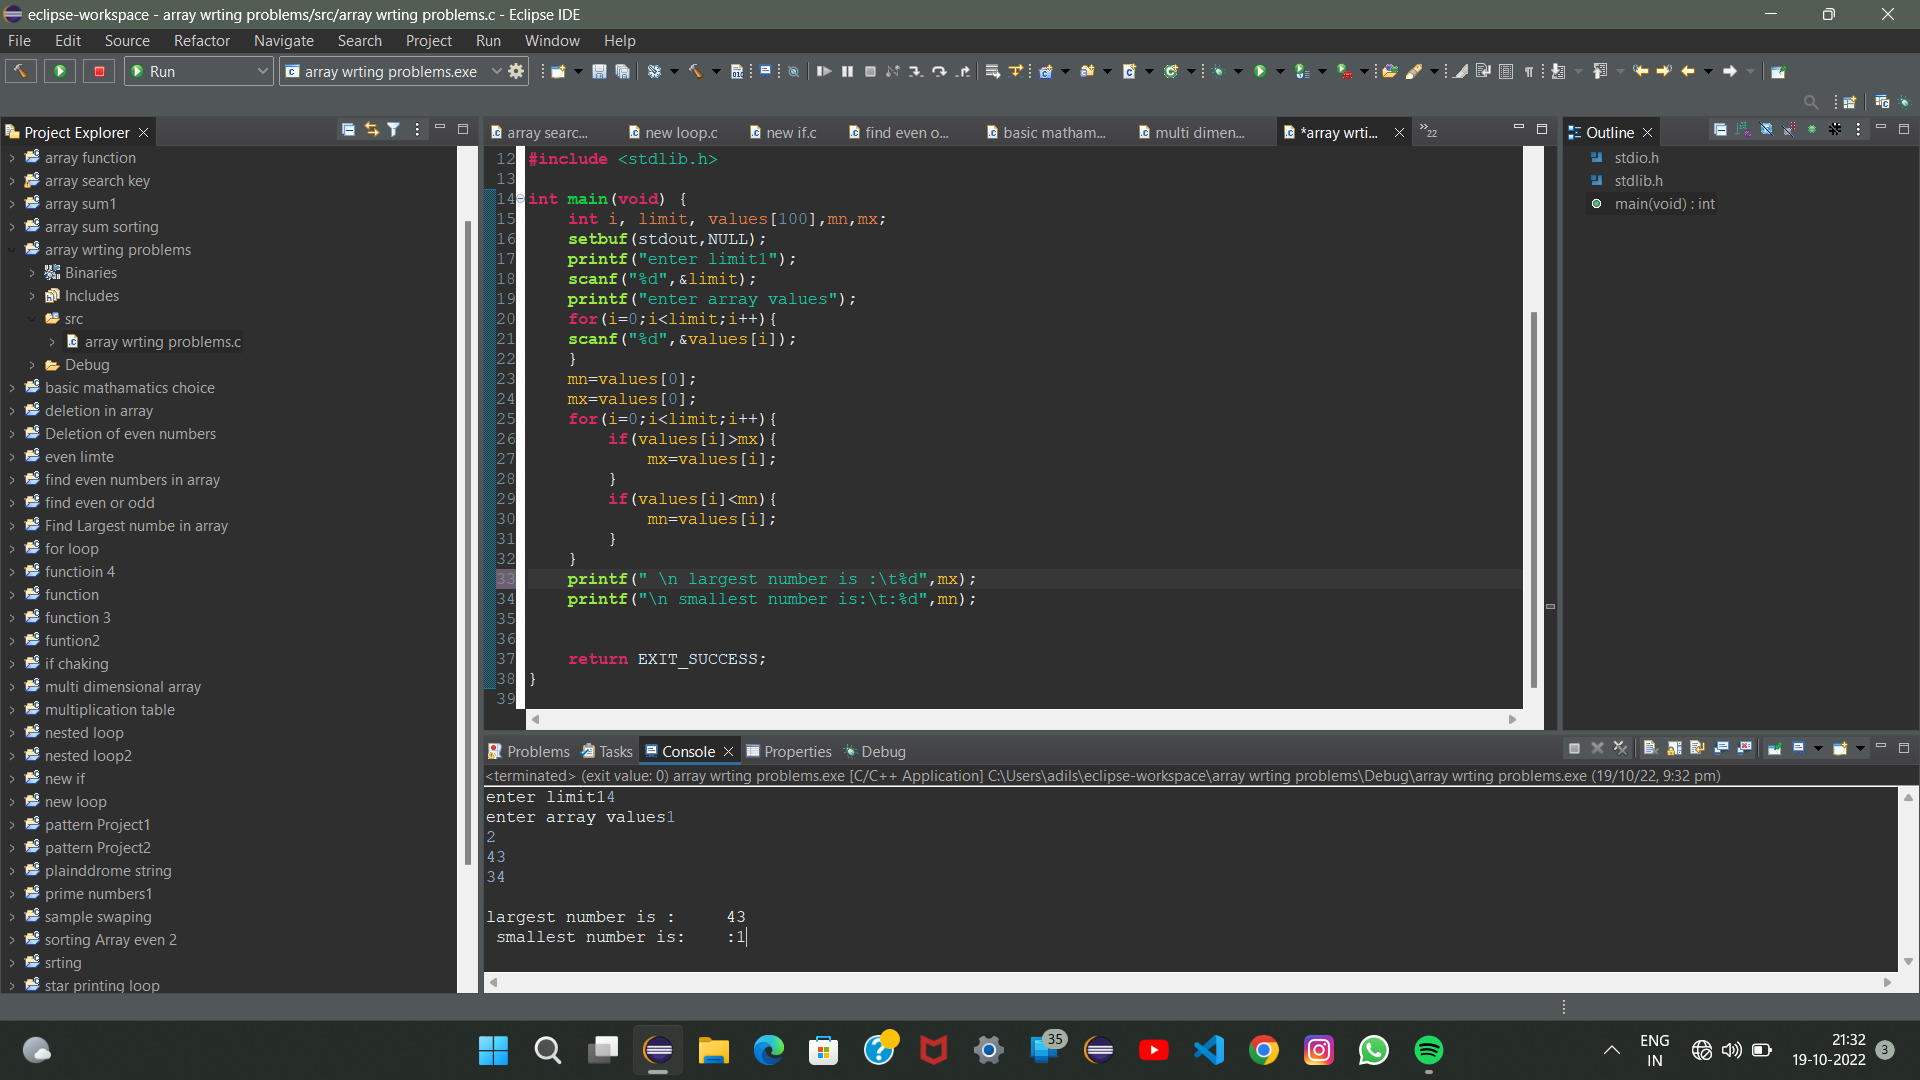 eclipse-workspace - array wrting problems/src/array wrting problems.c - Eclipse IDE
File Edit Source Refactor Navigate Search Project Run Window Help
Run array wrting problems.exe
Project Explorer
array function
array search key
array sum1
array sum sorting
array wrting problems
Binaries
Includes
src
array wrting problems.c
Debug
basic mathamatics choice
deletion in array
Deletion of even numbers
even limte
find even numbers in array
find even or odd
Find Largest numbe in array
for loop
functioin 4
function
function 3
funtion2
if chaking
multi dimensional array
multiplication table
nested loop
nested loop2
new if
new loop
pattern Project1
pattern Project2
plainddrome string
prime numbers1
sample swaping
sorting Array even 2
srting
star printing loop
array searc... new loop.c new if.c find even o... basic matham... multi dimen... *array wrti... »22
12 #include <stdlib.h>
13
14 int main(void) {
15 int i, limit, values[100],mn,mx;
16 setbuf(stdout,NULL);
17 printf("enter limit1");
18 scanf("%d",&limit);
19 printf("enter array values");
20 for(i=0;i<limit;i++){
21 scanf("%d",&values[i]);
22 }
23 mn=values[0];
24 mx=values[0];
25 for(i=0;i<limit;i++){
26 if(values[i]>mx){
27 mx=values[i];
28 }
29 if(values[i]<mn){
30 mn=values[i];
31 }
32 }
33 printf(" \n largest number is :\t%d",mx);
34 printf("\n smallest number is:\t:%d",mn);
35
36
37 return EXIT_SUCCESS;
38 }
39
Outline
stdio.h
stdlib.h
main(void) : int
Problems Tasks Console Properties Debug
<terminated> (exit value: 0) array wrting problems.exe [C/C++ Application] C:\Users\adils\eclipse-workspace\array wrting problems\Debug\array wrting problems.exe (19/10/22, 9:32 pm)
enter limit14
enter array values1
2
43
34
largest number is : 43
smallest number is: :1
35
ENG
IN
21:32
19-10-2022
3